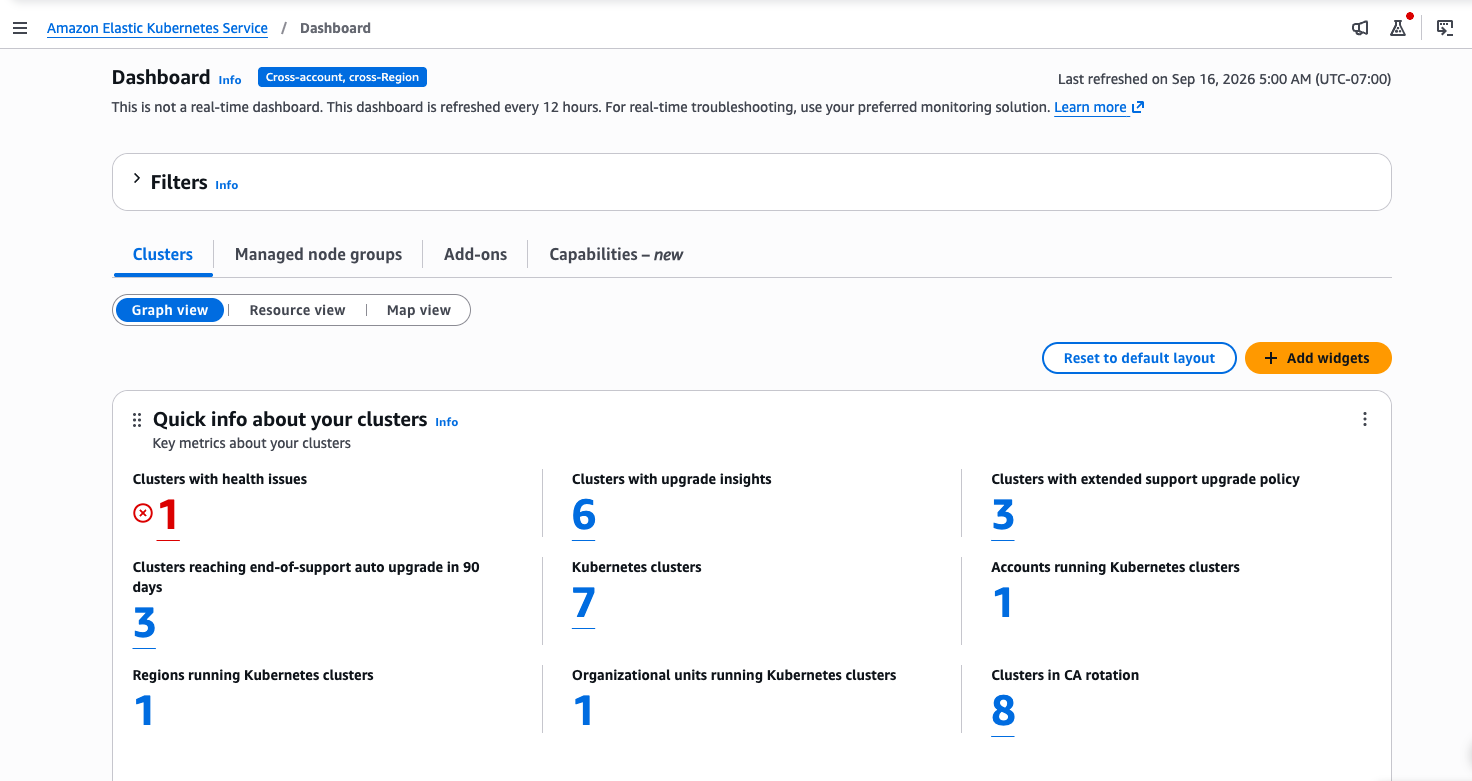 Amazon Elastic Kubernetes Service / Dashboard
Dashboard Info Cross-account, cross-Region
Last refreshed on Sep 16, 2026 5:00 AM (UTC-07:00)
This is not a real-time dashboard. This dashboard is refreshed every 12 hours. For real-time troubleshooting, use your preferred monitoring solution. Learn more
Filters Info
Clusters Managed node groups Add-ons Capabilities – new
Graph view Resource view Map view
Reset to default layout Add widgets
Quick info about your clusters Info
Key metrics about your clusters
Clusters with health issues
1
Clusters with upgrade insights
6
Clusters with extended support upgrade policy
3
Clusters reaching end-of-support auto upgrade in 90
days
3
Kubernetes clusters
7
Accounts running Kubernetes clusters
1
Regions running Kubernetes clusters
1
Organizational units running Kubernetes clusters
1
Clusters in CA rotation
8